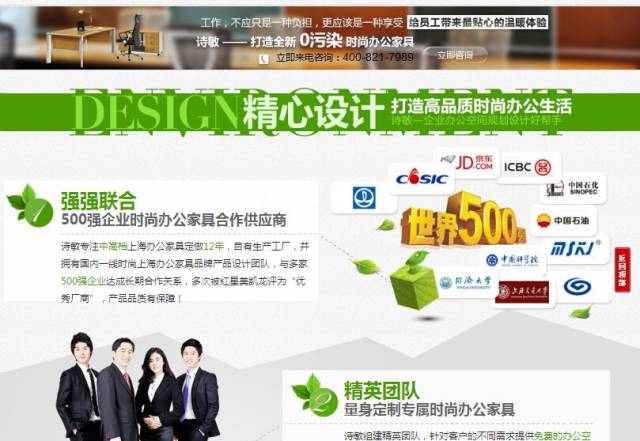 工作，不应只是一种负担，更应该是一种享受
给员工带来最贴心的温暖体验
诗敏 —— 打造全新 0污染 时尚办公家具
立即来电咨询：400-821-7989
立即咨询
DESIGN
精心设计
打造高品质时尚办公生活
诗敏—企业办公空间规划设计好帮手
强强联合
500强企业时尚办公家具合作供应商
诗敏专注中高档上海办公家具定做12年，自有生产工厂，并
拥有国内一线时尚上海办公家具品牌产品设计团队，与多家
500强企业达成长期合作关系，多次被红星美凯龙评为“优
秀厂商”，产品品质有保障！
CASIC
JD 京东
.COM
ICBC
中国石化
SINOPEC
世界500强
中国石油
中国科学院
同济大学
上海交通大学
返回顶部
精英团队
量身定制专属时尚办公家具
诗敏组建精英团队，针对客户的不同需求提供免费的办公空